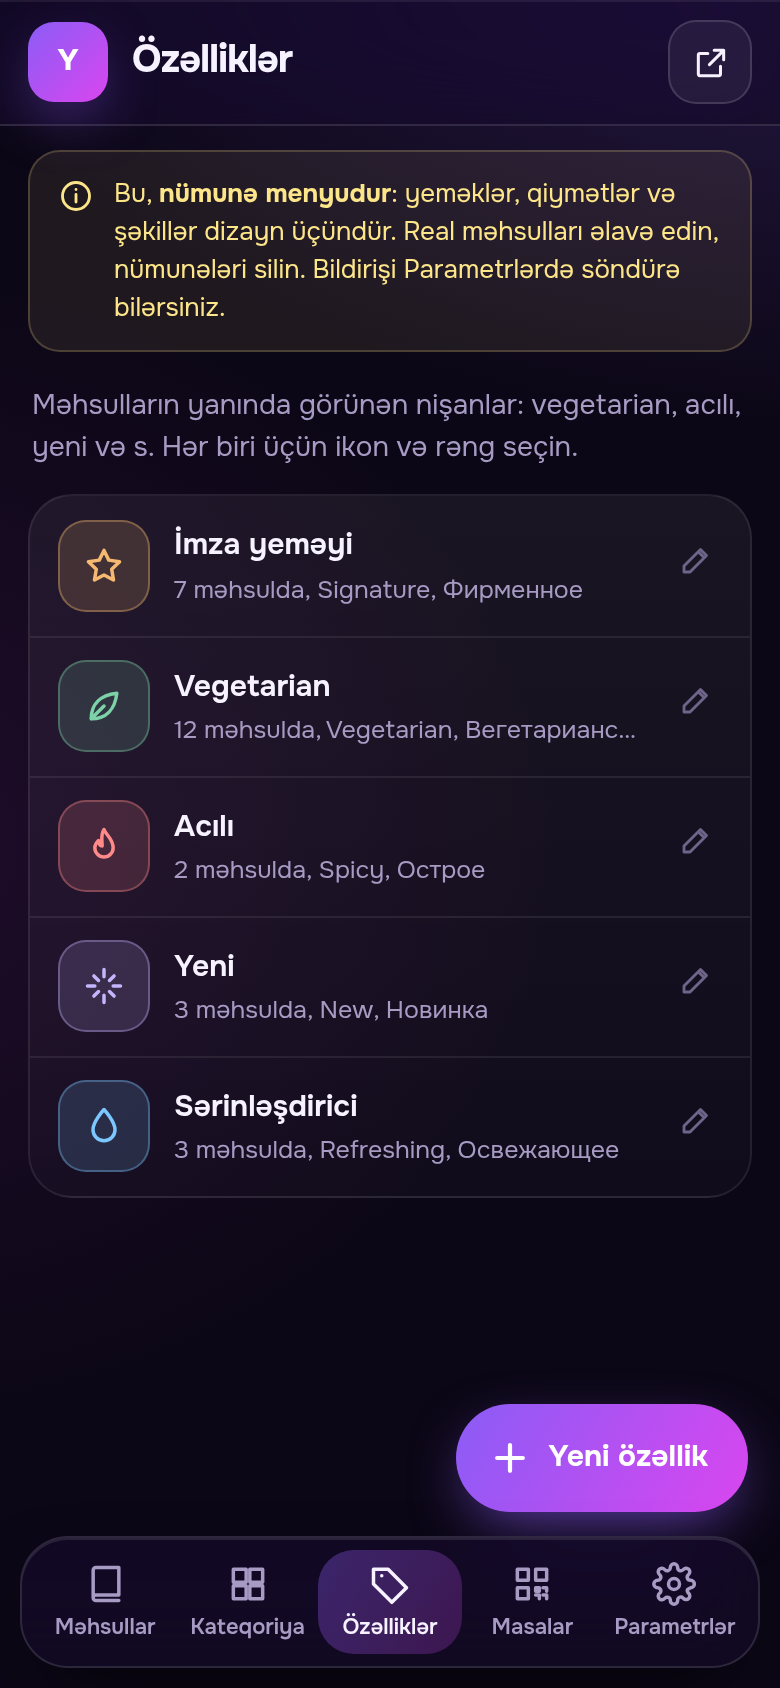 Y
Özəlliklər
Bu, nümunə menyudur: yeməklər, qiymətlər və
şəkillər dizayn üçündür. Real məhsulları əlavə edin,
nümunələri silin. Bildirişi Parametrlərdə söndürə
bilərsiniz.
Məhsulların yanında görünən nişanlar: vegetarian, acılı,
yeni və s. Hər biri üçün ikon və rəng seçin.
İmza yeməyi
7 məhsulda, Signature, Фирменное
Vegetarian
12 məhsulda, Vegetarian, Вегетарианс...
Acılı
2 məhsulda, Spicy, Острое
Yeni
3 məhsulda, New, Новинка
Sərinləşdirici
3 məhsulda, Refreshing, Освежающее
Yeni özəllik
Məhsullar
Kateqoriya
Özəlliklər
Masalar
Parametrlər